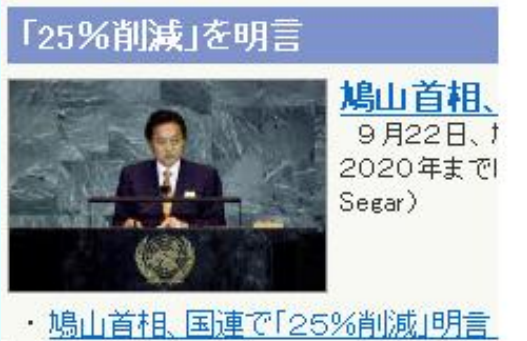 「25％削減」を明言
鳩山首相、
９月22日、
2020年まで
Segar）
・鳩山首相、国連で「25％削減」明言